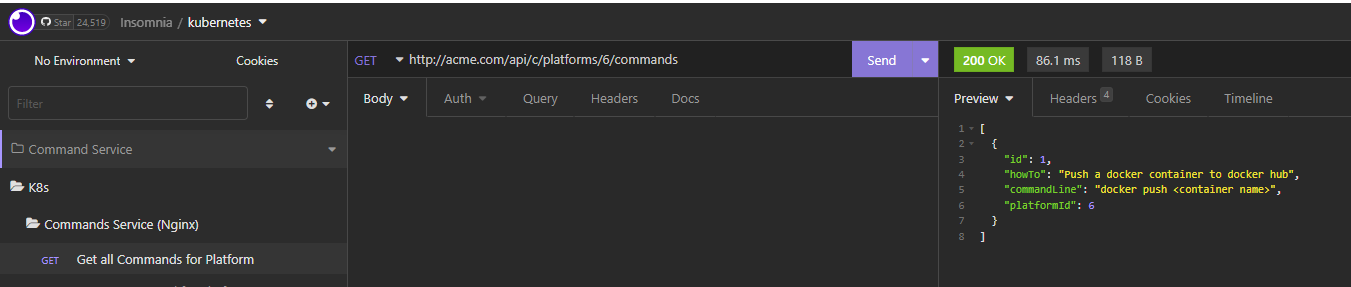 Star 24,519 Insomnia / kubernetes
No Environment Cookies
Filter
Command Service
K8s
Commands Service (Nginx)
GET Get all Commands for Platform
GET http://acme.com/api/c/platforms/6/commands Send
Body Auth Query Headers Docs
200 OK 86.1 ms 118 B
Preview Headers 4 Cookies Timeline
1 [
2 {
3 "id": 1,
4 "howTo": "Push a docker container to docker hub",
5 "commandLine": "docker push <container name>",
6 "platformId": 6
7 }
8 ]